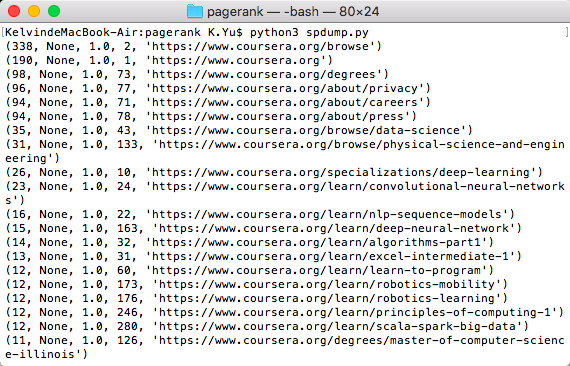 pagerank — -bash — 80×24
[KelvindeMacBook-Air:pagerank K.Yu$ python3 spdump.py ]
(338, None, 1.0, 2, 'https://www.coursera.org/browse')
(190, None, 1.0, 1, 'https://www.coursera.org')
(98, None, 1.0, 73, 'https://www.coursera.org/degrees')
(96, None, 1.0, 77, 'https://www.coursera.org/about/privacy')
(94, None, 1.0, 71, 'https://www.coursera.org/about/careers')
(94, None, 1.0, 78, 'https://www.coursera.org/about/press')
(35, None, 1.0, 43, 'https://www.coursera.org/browse/data-science')
(31, None, 1.0, 133, 'https://www.coursera.org/browse/physical-science-and-engin
eering')
(26, None, 1.0, 10, 'https://www.coursera.org/specializations/deep-learning')
(23, None, 1.0, 24, 'https://www.coursera.org/learn/convolutional-neural-network
s')
(16, None, 1.0, 22, 'https://www.coursera.org/learn/nlp-sequence-models')
(15, None, 1.0, 163, 'https://www.coursera.org/learn/deep-neural-network')
(14, None, 1.0, 32, 'https://www.coursera.org/learn/algorithms-part1')
(13, None, 1.0, 31, 'https://www.coursera.org/learn/excel-intermediate-1')
(12, None, 1.0, 60, 'https://www.coursera.org/learn/learn-to-program')
(12, None, 1.0, 173, 'https://www.coursera.org/learn/robotics-mobility')
(12, None, 1.0, 176, 'https://www.coursera.org/learn/robotics-learning')
(12, None, 1.0, 246, 'https://www.coursera.org/learn/principles-of-computing-1')
(12, None, 1.0, 280, 'https://www.coursera.org/learn/scala-spark-big-data')
(11, None, 1.0, 126, 'https://www.coursera.org/degrees/master-of-computer-scienc
e-illinois')